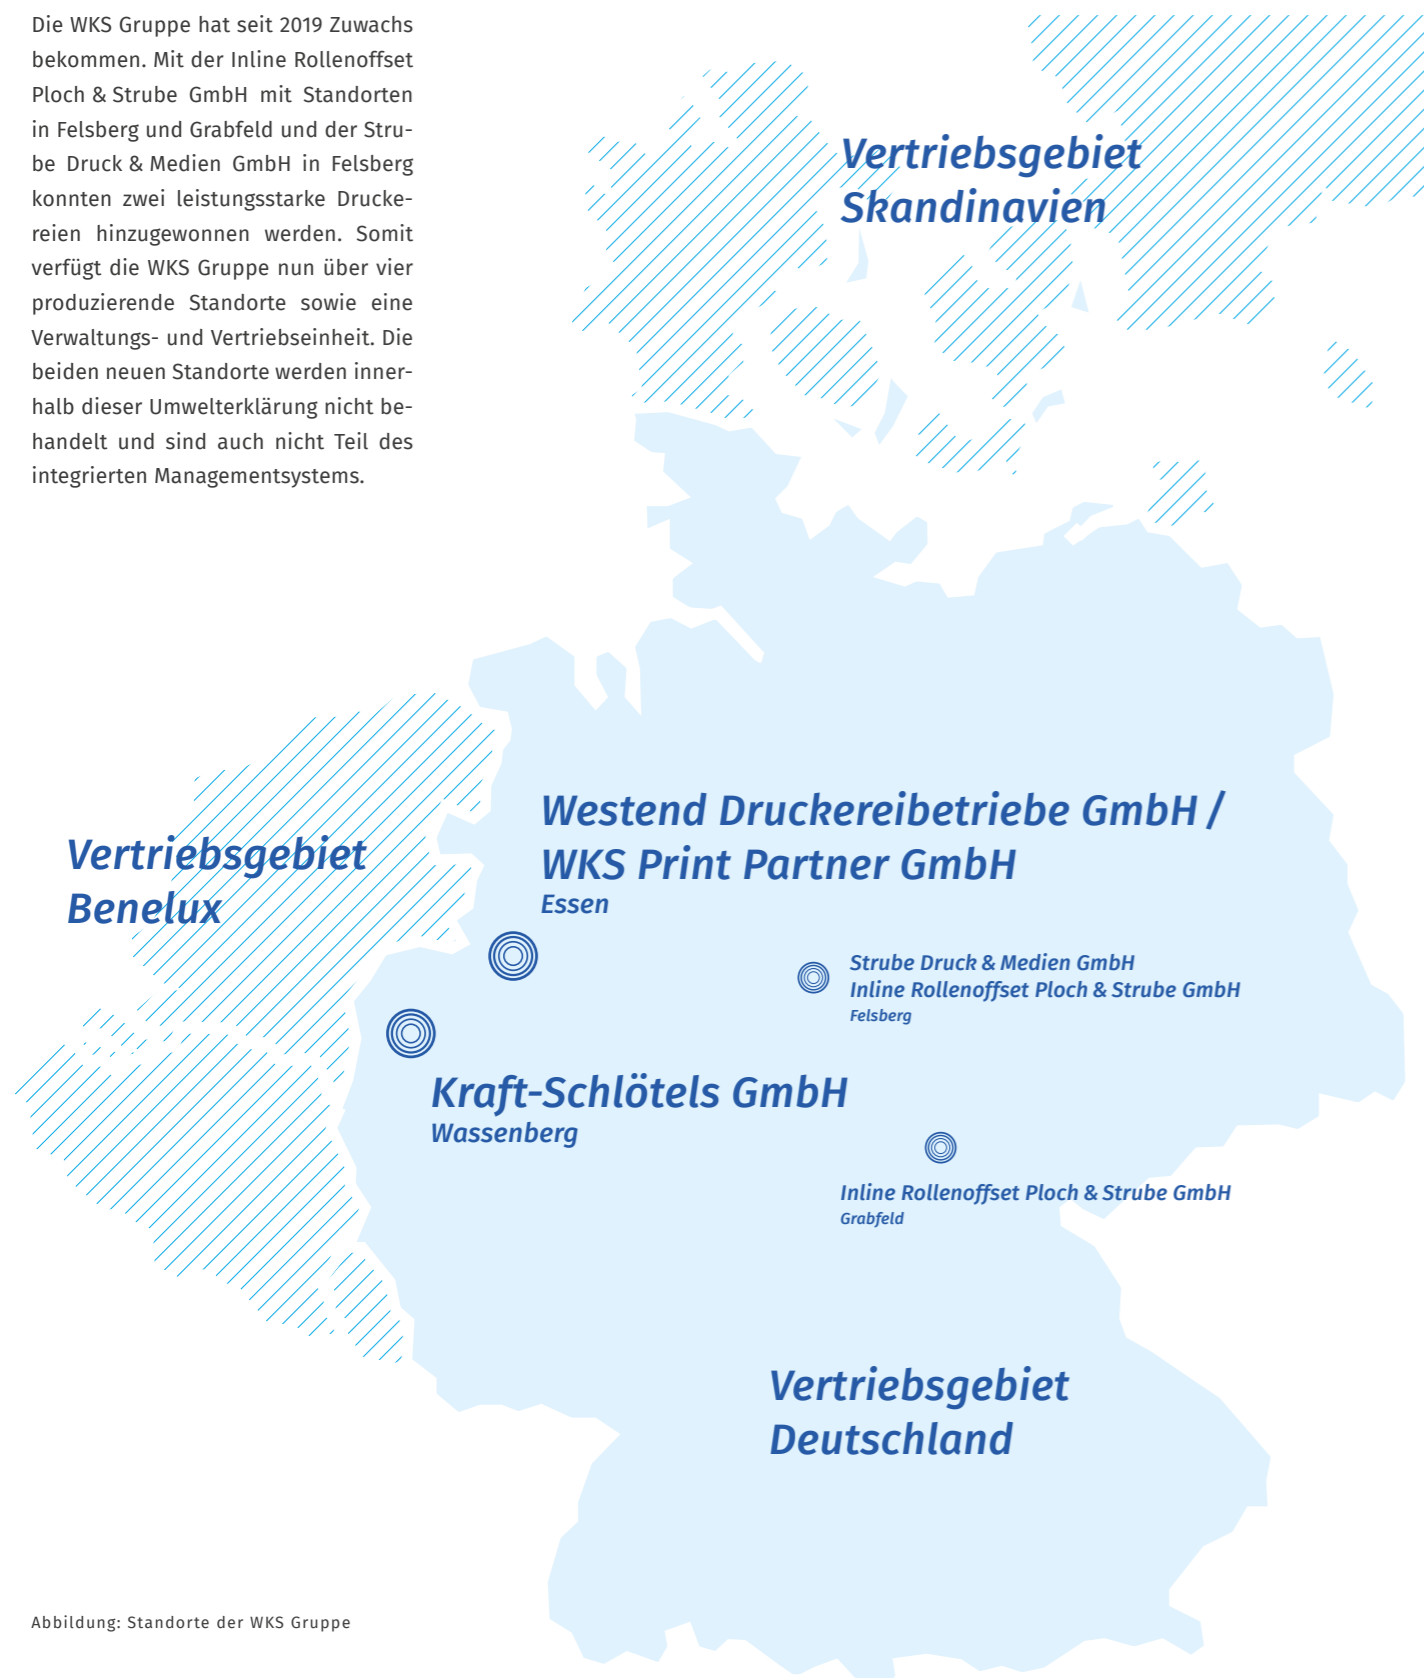 Die WKS Gruppe hat seit 2019 Zuwachs
bekommen. Mit der Inline Rollenoffset
Ploch & Strube GmbH mit Standorten
in Felsberg und Grabfeld und der Stru-
be Druck & Medien GmbH in Felsberg
konnten zwei leistungsstarke Drucke-
reien hinzugewonnen werden. Somit
verfügt die WKS Gruppe nun über vier
produzierende Standorte sowie eine
Verwaltungs- und Vertriebseinheit. Die
beiden neuen Standorte werden inner-
halb dieser Umwelterklärung nicht be-
handelt und sind auch nicht Teil des
integrierten Managementsystems.
Vertriebsgebiet
Skandinavien
Westend Druckereibetriebe GmbH /
WKS Print Partner GmbH
Essen
Vertriebsgebiet
Benelux
Strube Druck & Medien GmbH
Inline Rollenoffset Ploch & Strube GmbH
Felsberg
Kraft-Schlötels GmbH
Wassenberg
Inline Rollenoffset Ploch & Strube GmbH
Grabfeld
Vertriebsgebiet
Deutschland
Abbildung: Standorte der WKS Gruppe